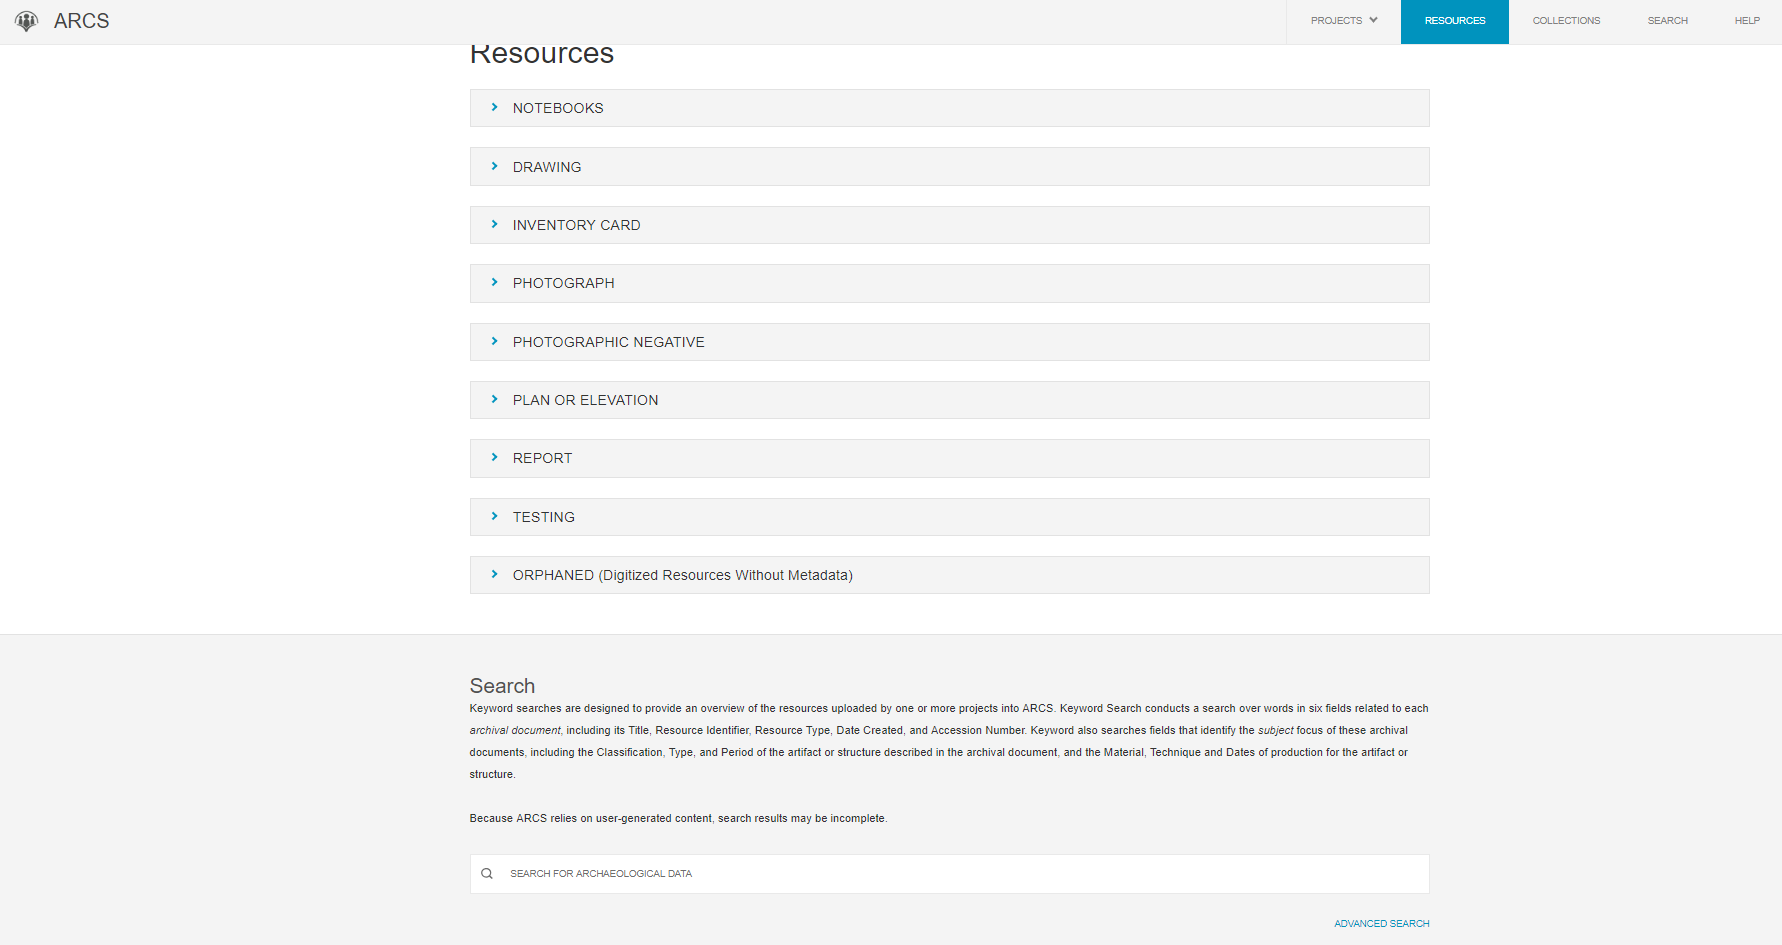 ARCS
PROJECTS
RESOURCES
COLLECTIONS
SEARCH
HELP
Resources
NOTEBOOKS
DRAWING
INVENTORY CARD
PHOTOGRAPH
PHOTOGRAPHIC NEGATIVE
PLAN OR ELEVATION
REPORT
TESTING
ORPHANED (Digitized Resources Without Metadata)
Search
Keyword searches are designed to provide an overview of the resources uploaded by one or more projects into ARCS. Keyword Search conducts a search over words in six fields related to each
archival document, including its Title, Resource Identifier, Resource Type, Date Created, and Accession Number. Keyword also searches fields that identify the subject focus of these archival
documents, including the Classification, Type, and Period of the artifact or structure described in the archival document, and the Material, Technique and Dates of production for the artifact or
structure.
Because ARCS relies on user-generated content, search results may be incomplete.
SEARCH FOR ARCHAEOLOGICAL DATA
ADVANCED SEARCH